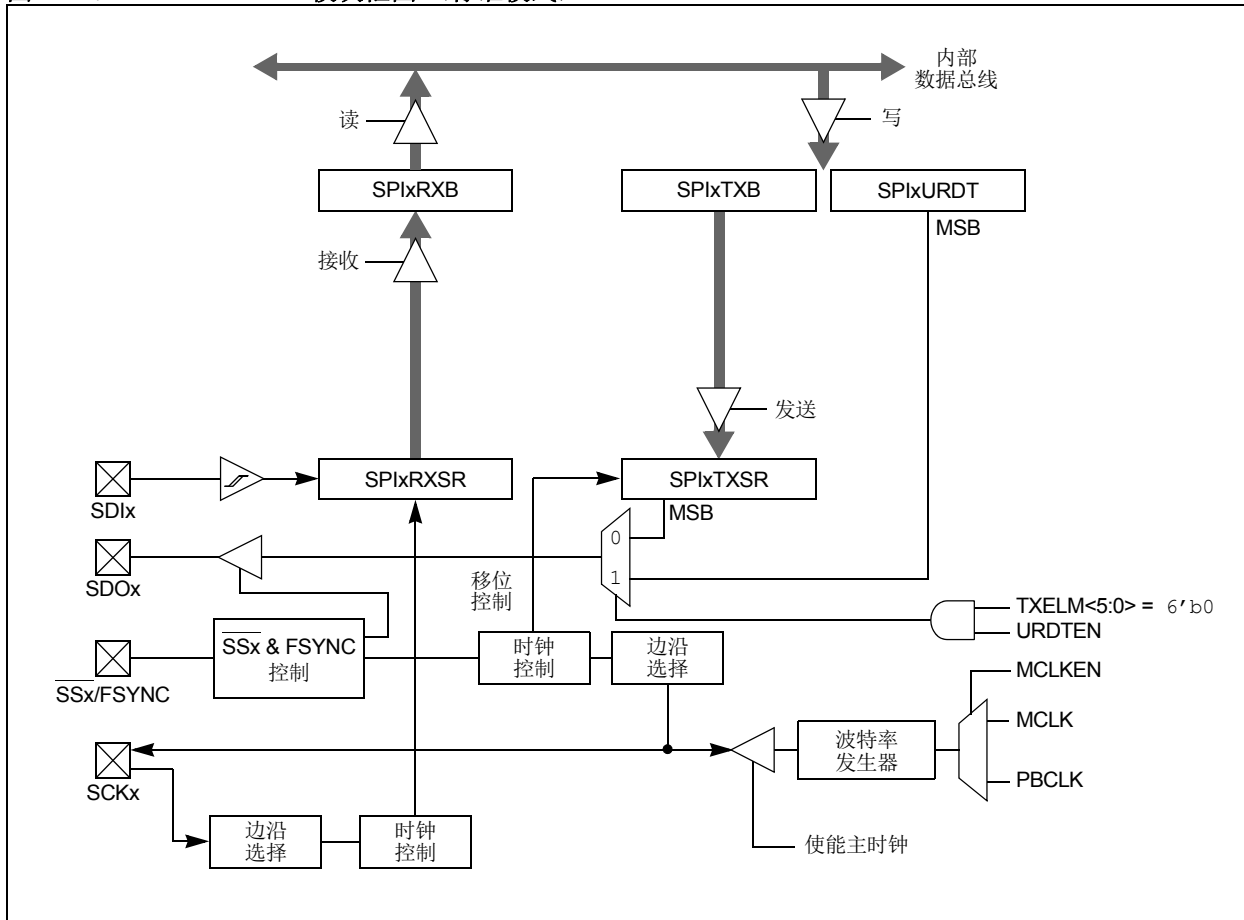 内部
数据总线
读
写
SPIxRXB
SPIxTXB
SPIxURDT
MSB
接收
发送
SPIxRXSR
SPIxTXSR
SDIx
MSB
0
SDOx
1
移位
控制
TXELM<5:0> = 6'b0
URDTEN
SSx & FSYNC
控制
时钟
控制
边沿
选择
SSx/FSYNC
MCLKEN
MCLK
波特率
发生器
PBCLK
SCKx
边沿
选择
时钟
控制
使能主时钟